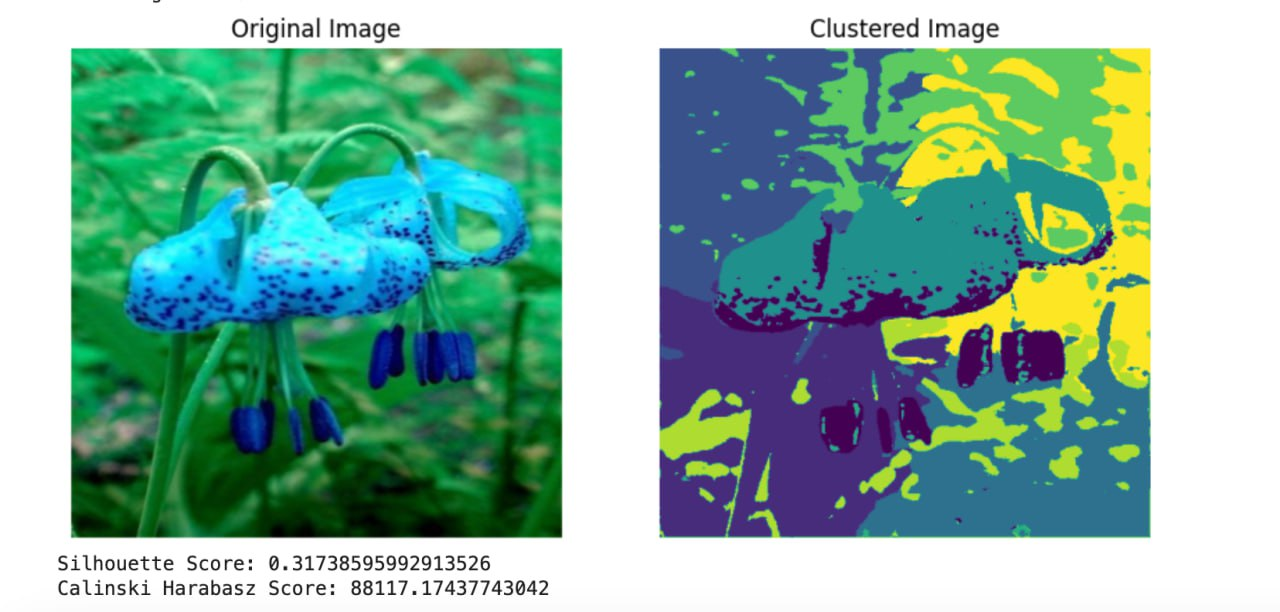 Original Image
Clustered Image
Silhouette Score: 0.31738595992913526
Calinski Harabasz Score: 88117.17437743042